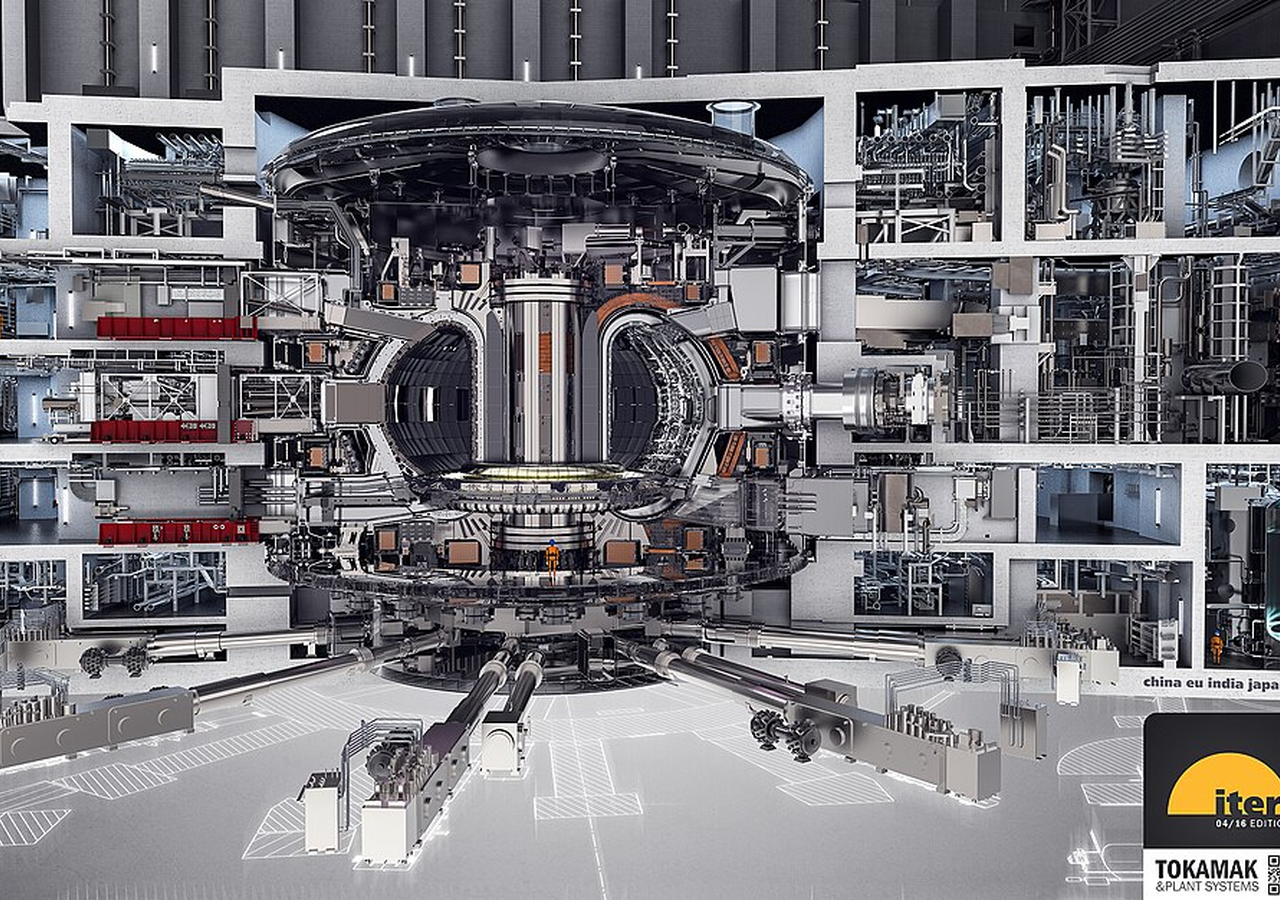 china eu india japa
iter
04/16 EDITIO
TOKAMAK
&PLANT SYSTEMS